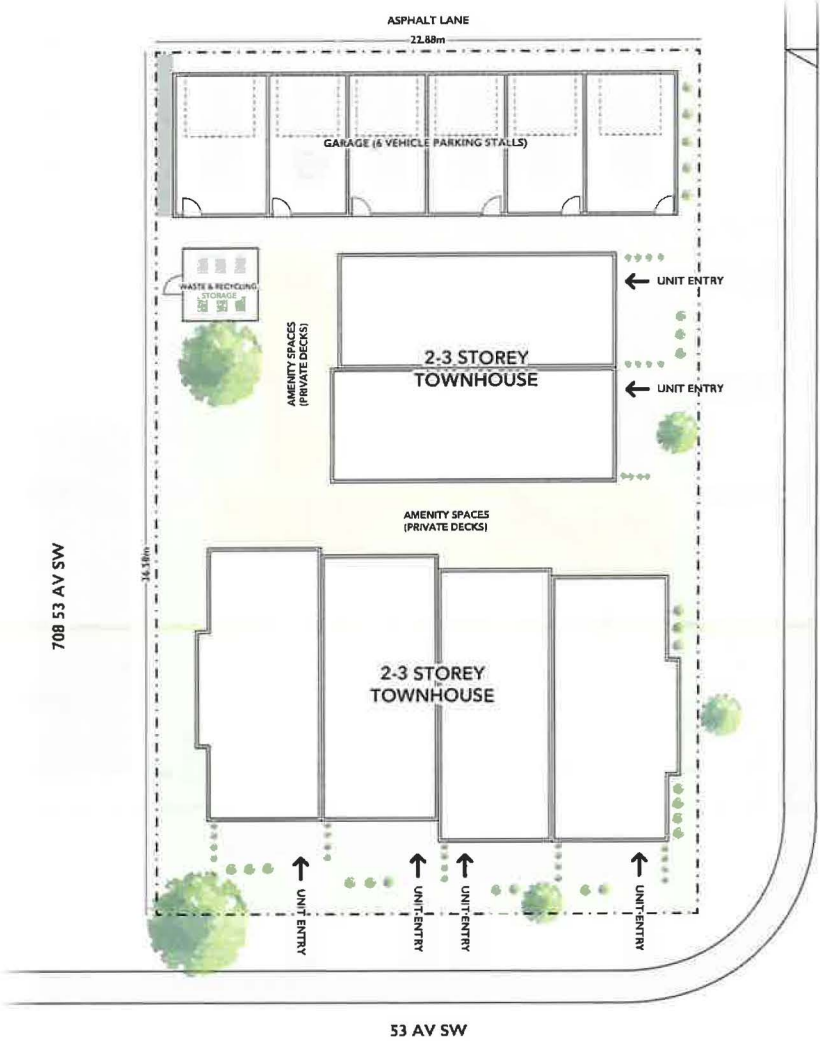 ASPHALT LANE
22.88m
GARAGE (6 VEHICLE PARKING STALLS)
WASTE & RECYCLING
STORAGE
UNIT ENTRY
AMENITY SPACES
(PRIVATE DECKS)
2-3 STOREY
TOWNHOUSE
UNIT ENTRY
AMENITY SPACES
(PRIVATE DECKS)
36.58m
708 53 AV SW
2-3 STOREY
TOWNHOUSE
UNIT ENTRY
UNIT ENTRY
UNIT ENTRY
UNIT ENTRY
53 AV SW